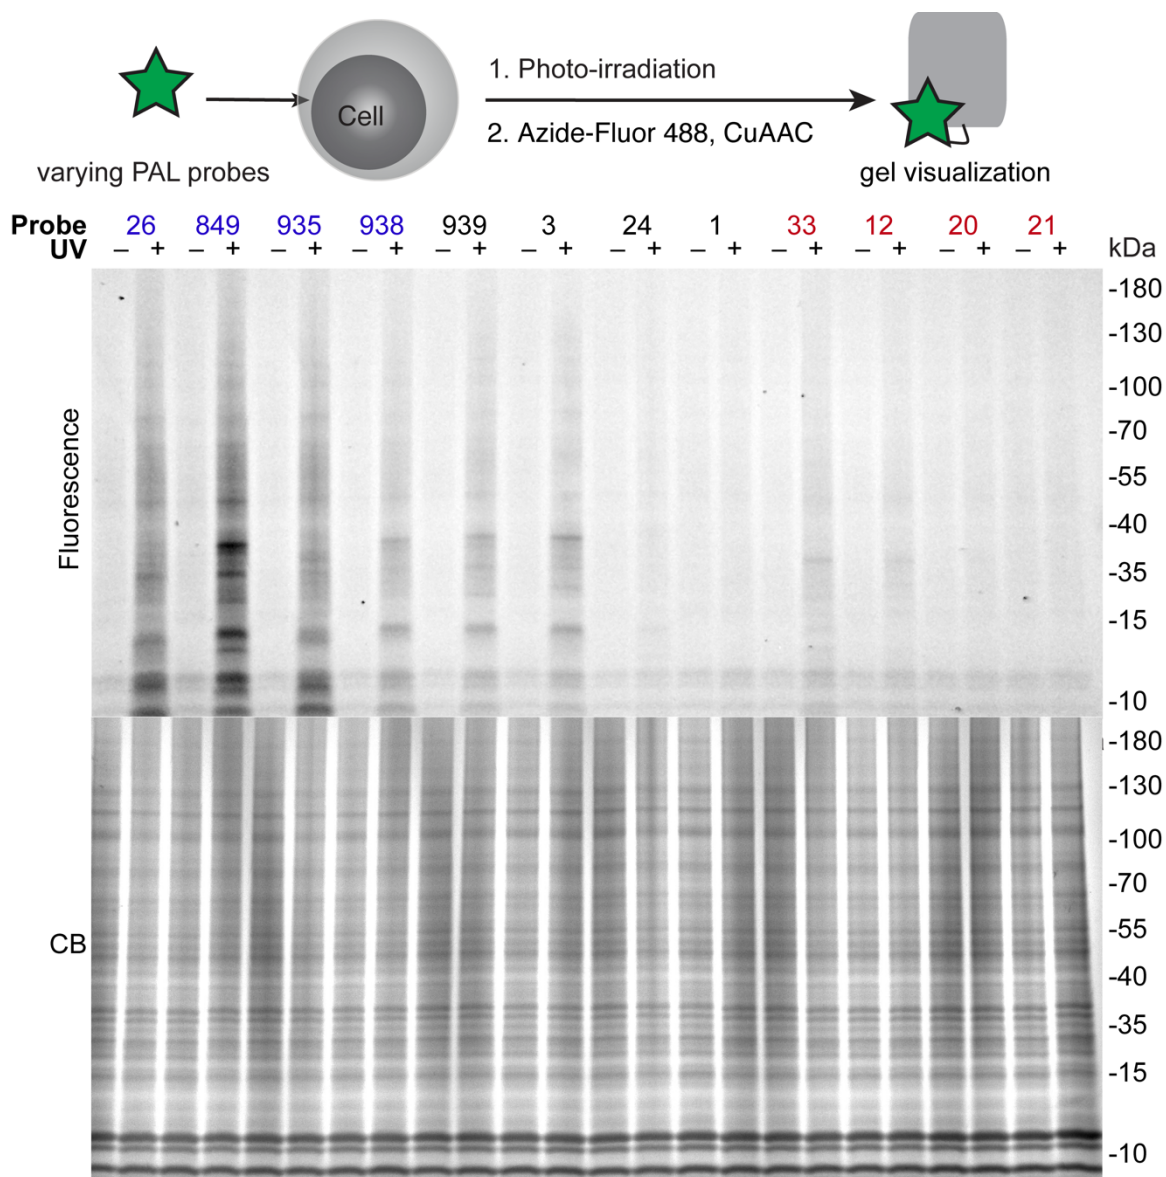 1. Photo-irradiation
Cell
2. Azide-Fluor 488, CuAAC
varying PAL probes
gel visualization
Probe 26 849 935 938 939 3 24 1 33 12 20 21
UV – + – + – + – + – + – + – + – + – + – + – + – + kDa
Fluorescence
-180
-130
-100
-70
-55
-40
-35
-15
-10
CB
-180
-130
-100
-70
-55
-40
-35
-15
-10